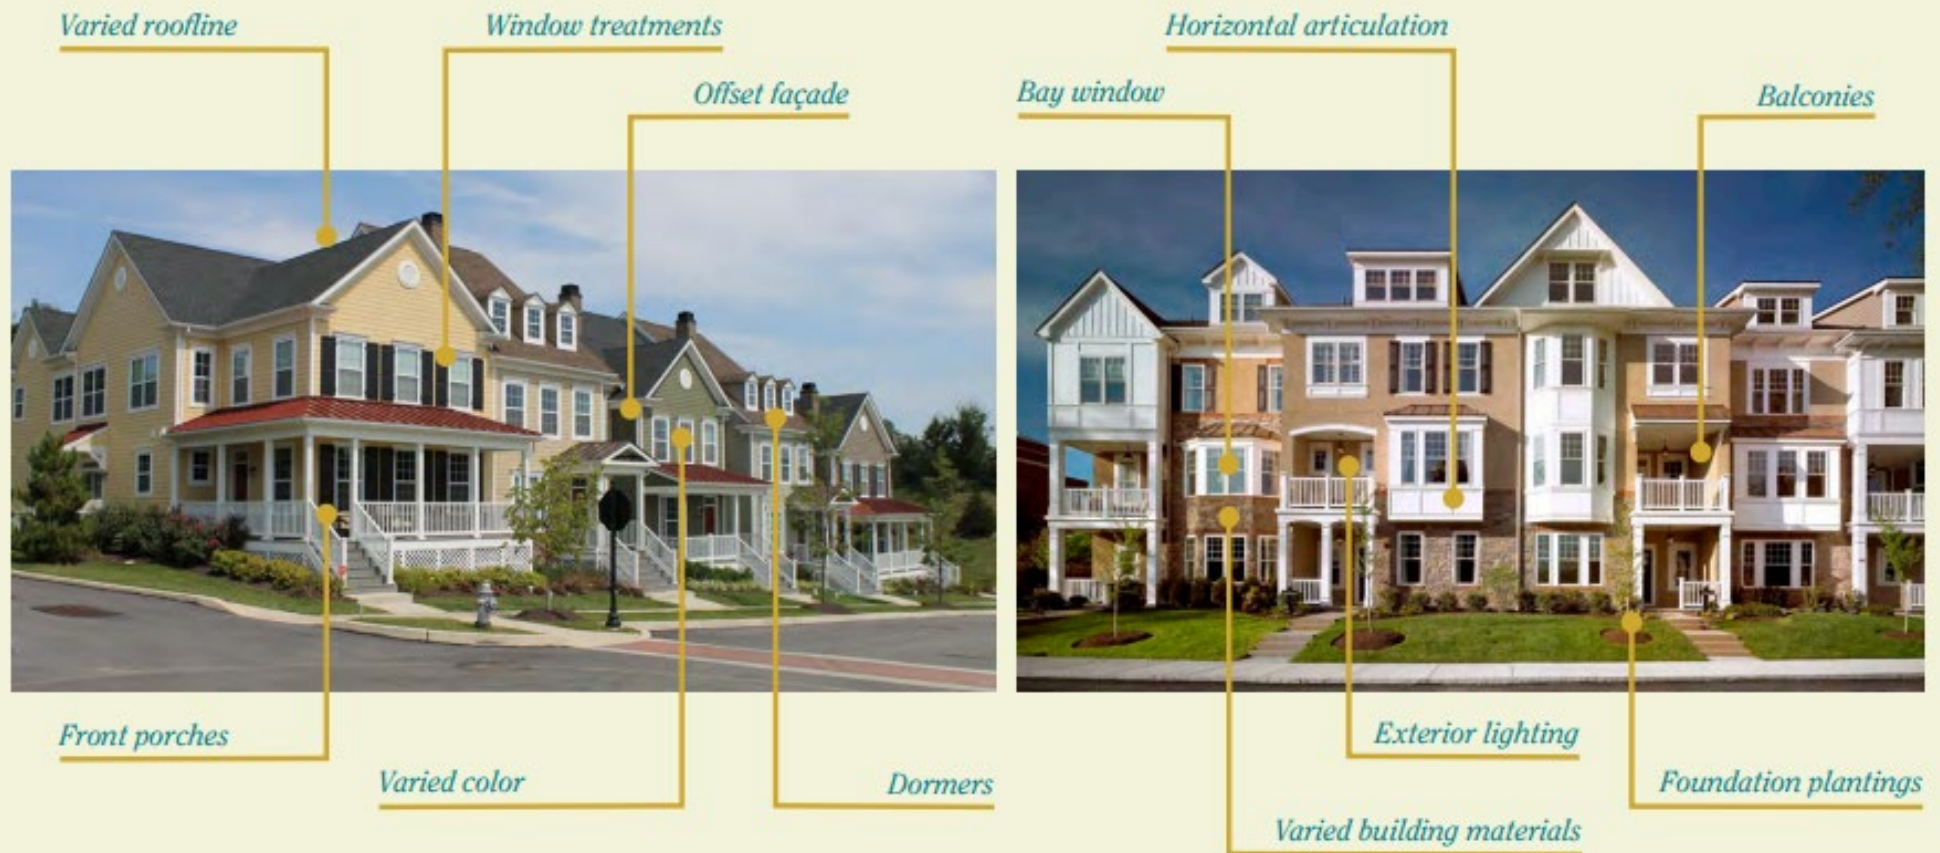 Varied roofline
Window treatments
Horizontal articulation
Offset façade
Bay window
Balconies
Front porches
Exterior lighting
Varied color
Dormers
Foundation plantings
Varied building materials